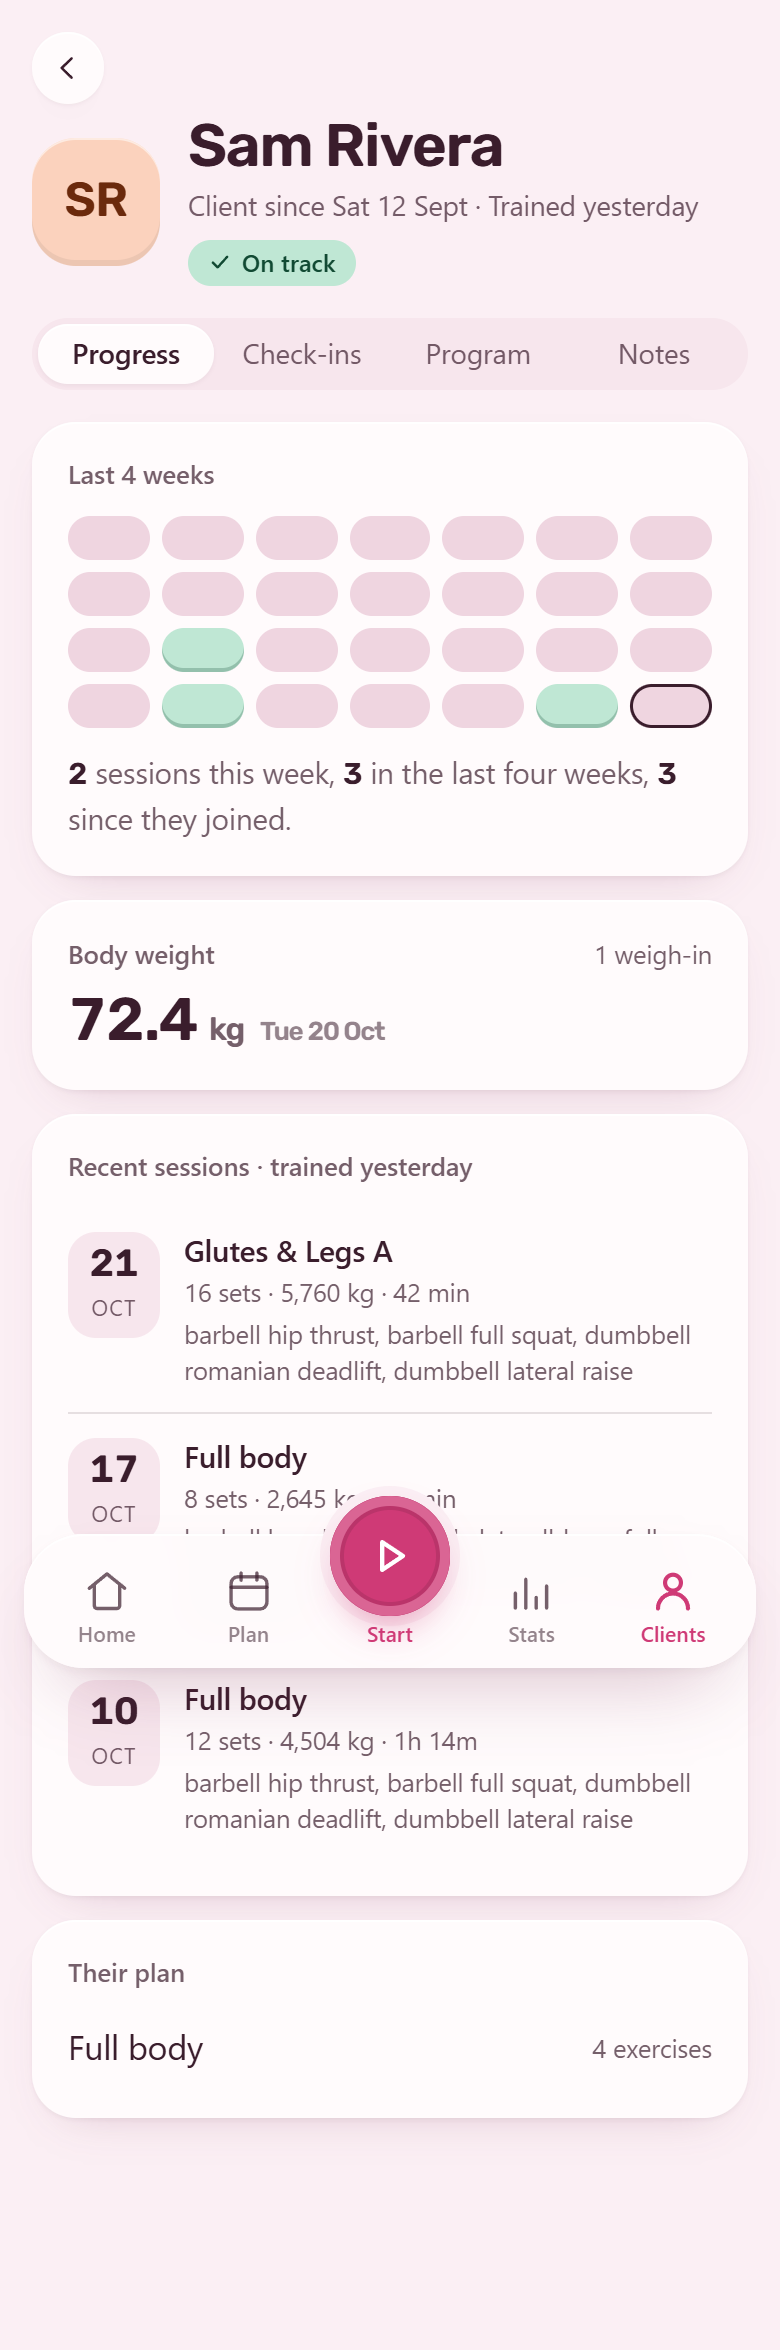 Sam Rivera
SR
Client since Sat 12 Sept · Trained yesterday
On track
Progress
Check-ins
Program
Notes
Last 4 weeks
2 sessions this week, 3 in the last four weeks, 3
since they joined.
Body weight
1 weigh-in
72.4 kg Tue 20 Oct
Recent sessions · trained yesterday
21
OCT
Glutes & Legs A
16 sets · 5,760 kg · 42 min
barbell hip thrust, barbell full squat, dumbbell
romanian deadlift, dumbbell lateral raise
17
OCT
Full body
8 sets · 2,645
Home
Plan
Start
Stats
Clients
10
OCT
Full body
12 sets · 4,504 kg · 1h 14m
barbell hip thrust, barbell full squat, dumbbell
romanian deadlift, dumbbell lateral raise
Their plan
Full body
4 exercises